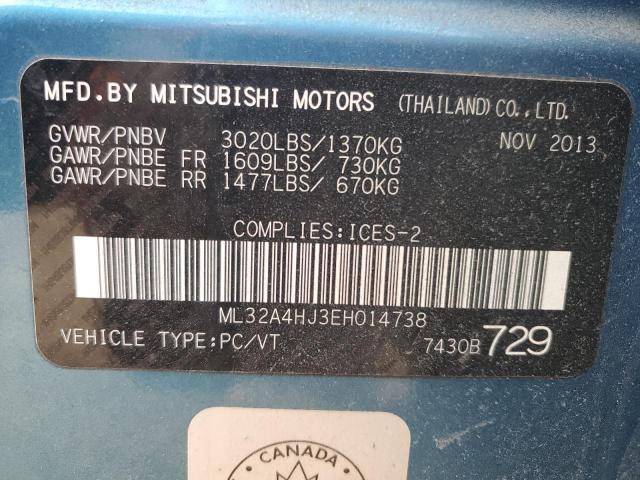 MFD.BY MITSUBISHI MOTORS (THAILAND)CO.,LTD.
GVWR/PNBV 3020LBS/1370KG NOV 2013
GAWR/PNBE FR 1609LBS/ 730KG
GAWR/PNBE RR 1477LBS/ 670KG
COMPLIES:ICES-2
ML32A4HJ3EH014738
VEHICLE TYPE:PC/VT 7430B 729
CANADA